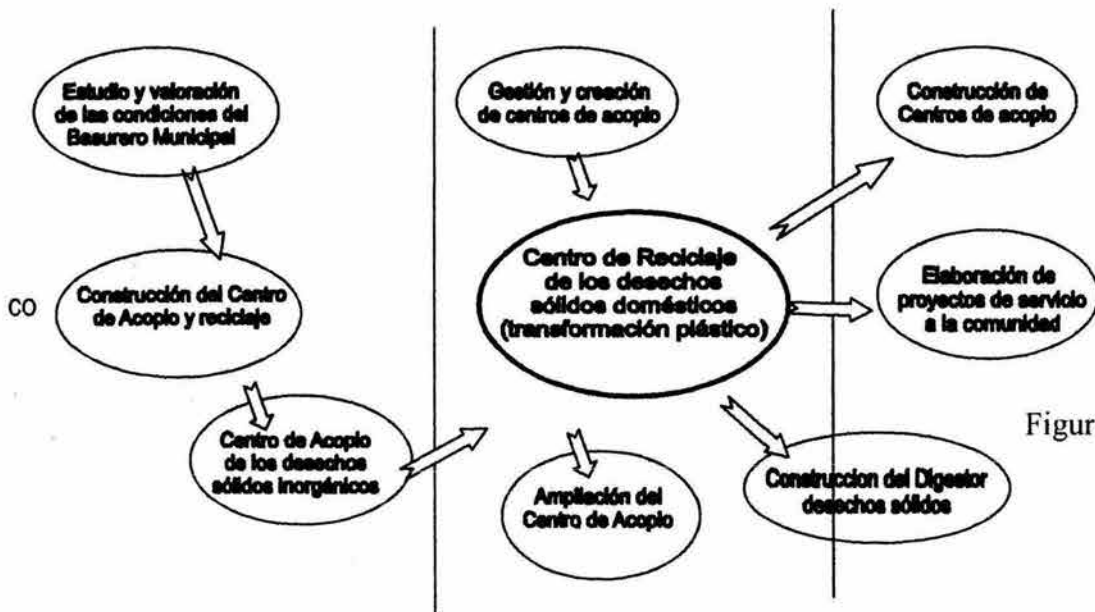 Estudio y valoración
de las condiciones del
Basurero Municipal
Construcción del Centro
de Acopio y reciclaje
co
Centro de Acopio
de los desechos
sólidos inorgánicos
Gestión y creación
de centros de acopio
Centro de Reciclaje
de los desechos
sólidos domésticos
(transformación plástico)
Ampliación del
Centro de Acopio
Construcción de
Centros de acopio
Elaboración de
proyectos de servicio
a la comunidad
Construccion del Digestor
desechos sólidos
Figur